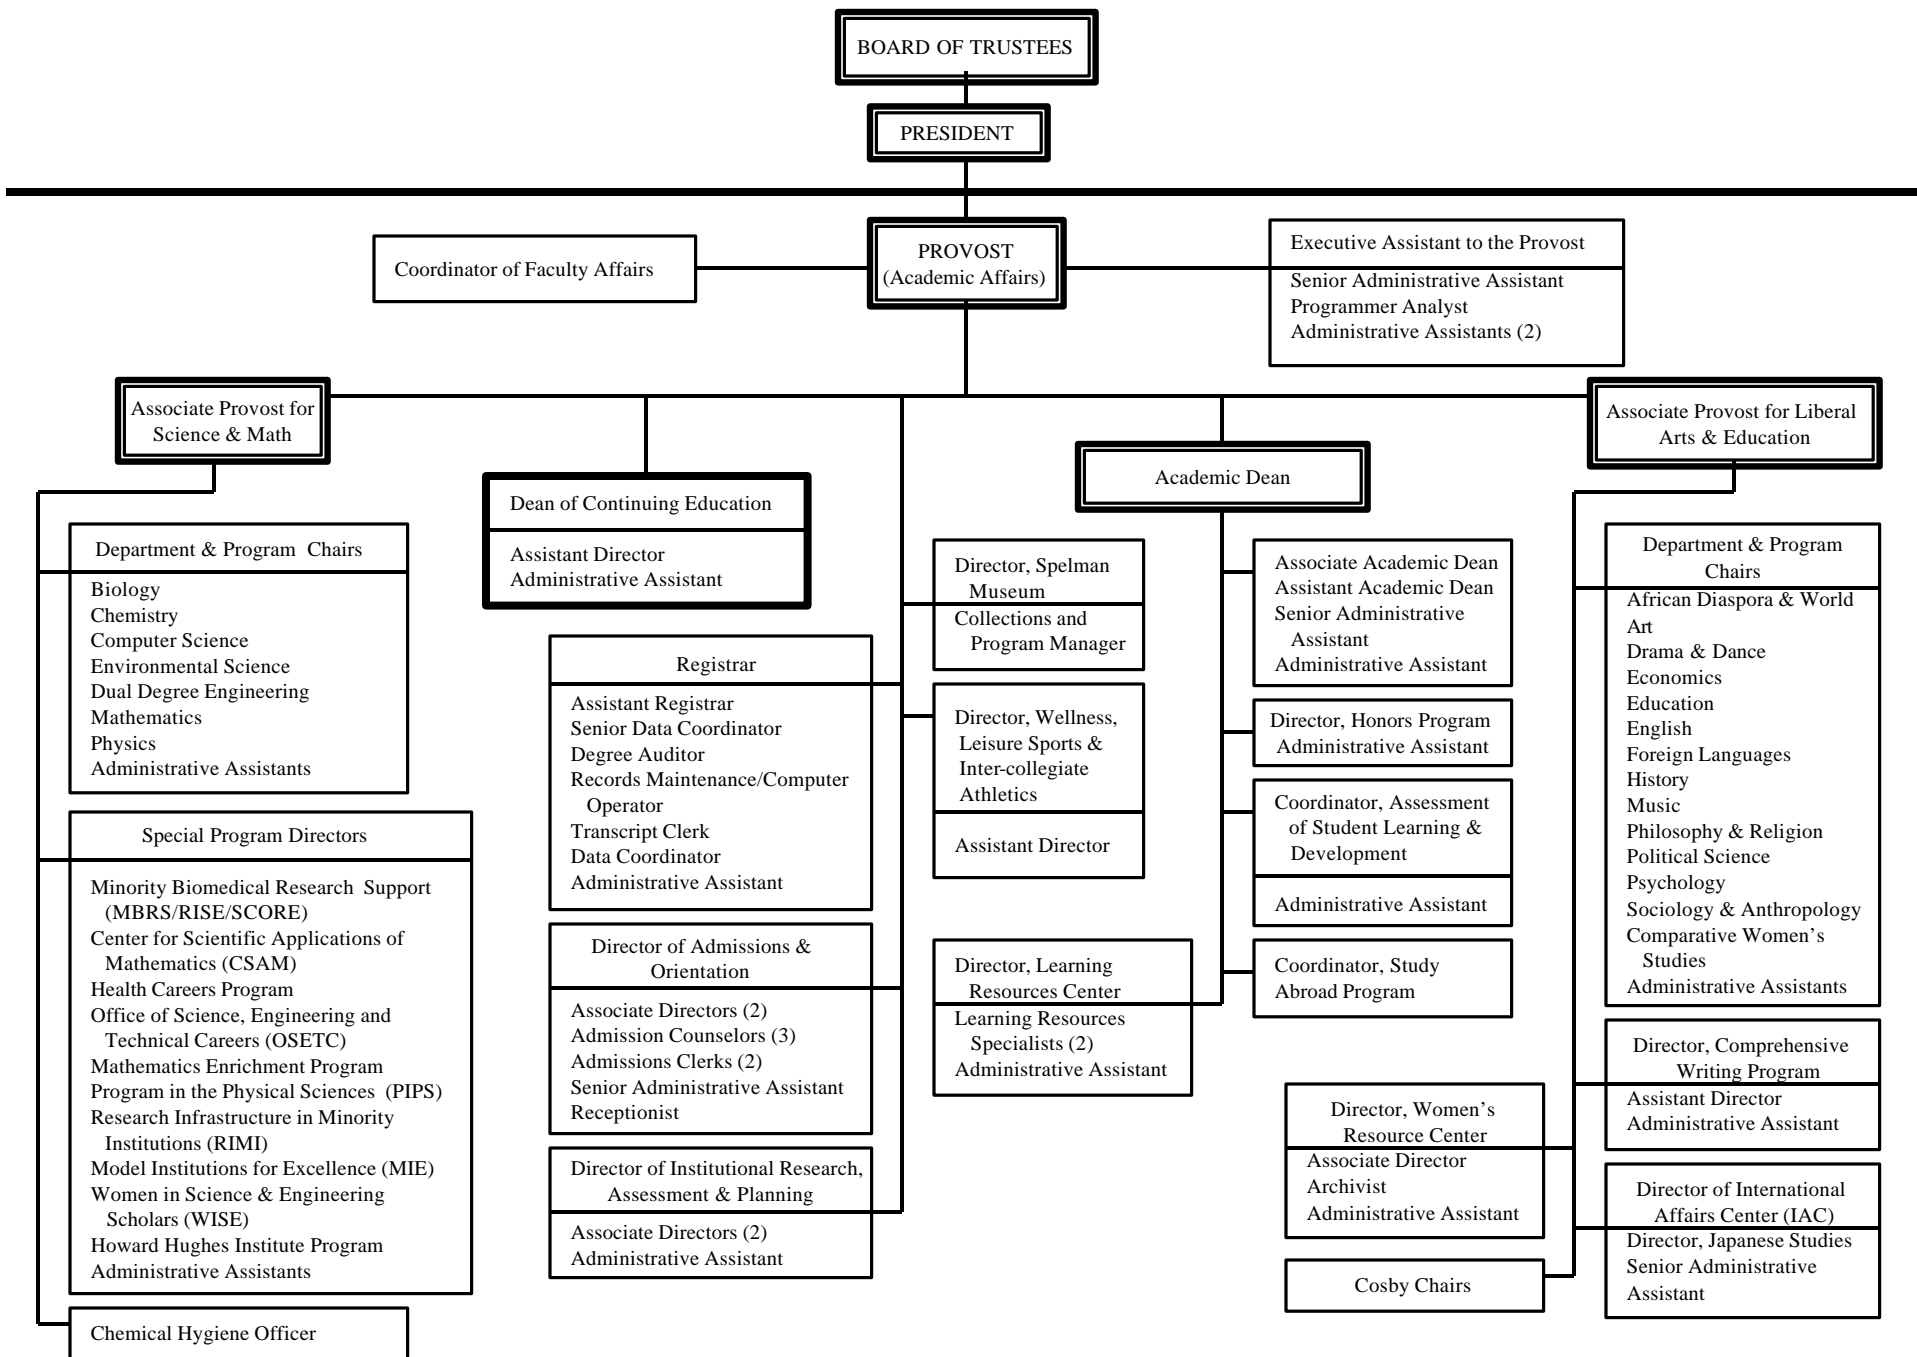 BOARD OF TRUSTEES
PRESIDENT
PROVOST
(Academic Affairs)
Coordinator of Faculty Affairs
Executive Assistant to the Provost
Senior Administrative Assistant
Programmer Analyst
Administrative Assistants (2)
Associate Provost for
Science & Math
Department & Program Chairs
Biology
Chemistry
Computer Science
Environmental Science
Dual Degree Engineering
Mathematics
Physics
Administrative Assistants
Special Program Directors
Minority Biomedical Research Support
(MBRS/RISE/SCORE)
Center for Scientific Applications of
Mathematics (CSAM)
Health Careers Program
Office of Science, Engineering and
Technical Careers (OSETC)
Mathematics Enrichment Program
Program in the Physical Sciences (PIPS)
Research Infrastructure in Minority
Institutions (RIMI)
Model Institutions for Excellence (MIE)
Women in Science & Engineering
Scholars (WISE)
Howard Hughes Institute Program
Administrative Assistants
Chemical Hygiene Officer
Dean of Continuing Education
Assistant Director
Administrative Assistant
Registrar
Assistant Registrar
Senior Data Coordinator
Degree Auditor
Records Maintenance/Computer
Operator
Transcript Clerk
Data Coordinator
Administrative Assistant
Director of Admissions &
Orientation
Associate Directors (2)
Admission Counselors (3)
Admissions Clerks (2)
Senior Administrative Assistant
Receptionist
Director of Institutional Research,
Assessment & Planning
Associate Directors (2)
Administrative Assistant
Director, Spelman
Museum
Collections and
Program Manager
Director, Wellness,
Leisure Sports &
Inter-collegiate
Athletics
Assistant Director
Academic Dean
Associate Academic Dean
Assistant Academic Dean
Senior Administrative
Assistant
Administrative Assistant
Director, Honors Program
Administrative Assistant
Coordinator, Assessment
of Student Learning &
Development
Administrative Assistant
Director, Learning
Resources Center
Learning Resources
Specialists (2)
Administrative Assistant
Coordinator, Study
Abroad Program
Associate Provost for Liberal
Arts & Education
Department & Program
Chairs
African Diaspora & World
Art
Drama & Dance
Economics
Education
English
Foreign Languages
History
Music
Philosophy & Religion
Political Science
Psychology
Sociology & Anthropology
Comparative Women’s
Studies
Administrative Assistants
Director, Comprehensive
Writing Program
Assistant Director
Administrative Assistant
Director, Women’s
Resource Center
Associate Director
Archivist
Administrative Assistant
Director of International
Affairs Center (IAC)
Director, Japanese Studies
Senior Administrative
Assistant
Cosby Chairs